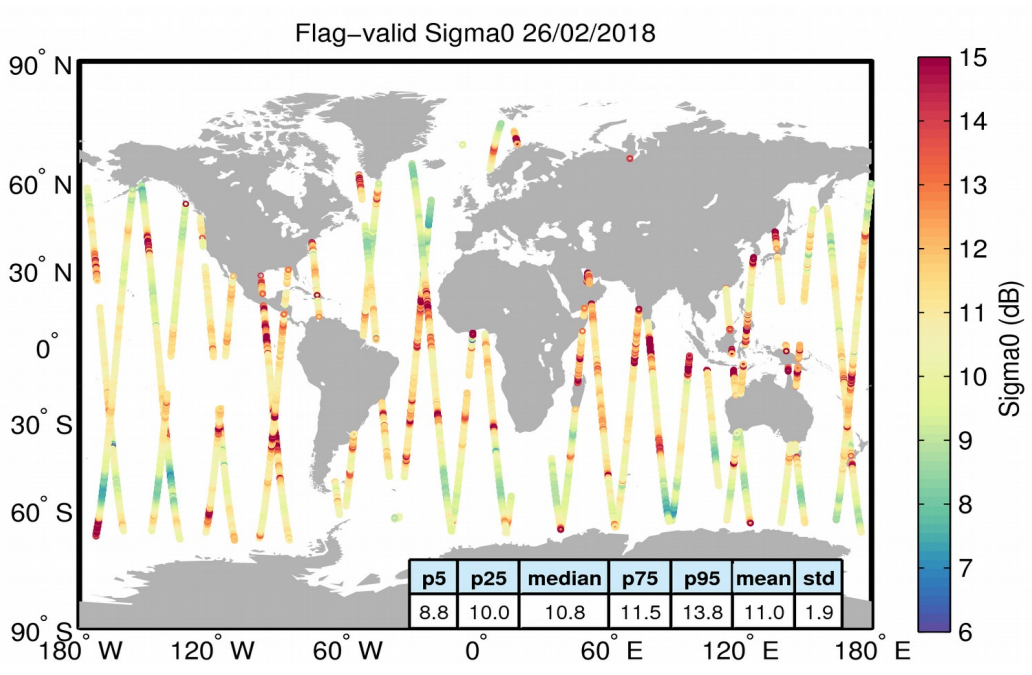 Flag−valid Sigma0 26/02/2018
90° N
60° N
30° N
0°
30° S
60° S
90° S
180° W
120° W
60° W
0°
60° E
120° E
180° E
p5 p25 median p75 p95 mean std
8.8 10.0 10.8 11.5 13.8 11.0 1.9
15
14
13
12
11
10
9
8
7
6
Sigma0 (dB)